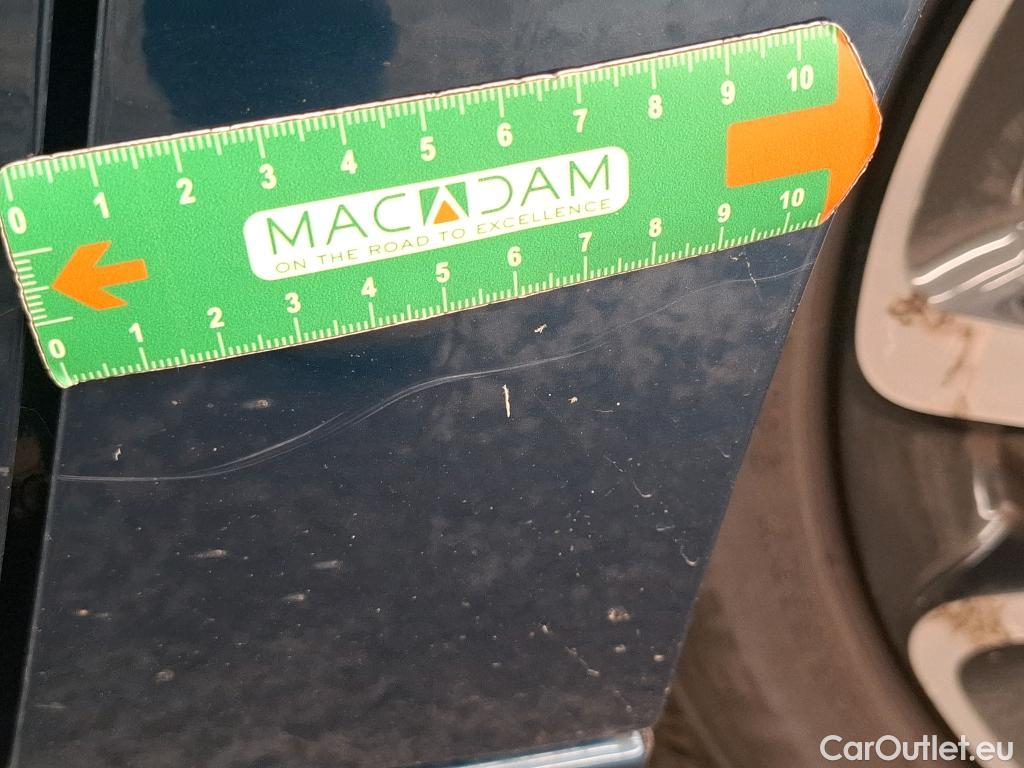 0 1 2 3 4 5 6 7 8 9 10
MACADAM
ON THE ROAD TO EXCELLENCE
0 1 2 3 4 5 6 7 8 9 10
CarOutlet.eu